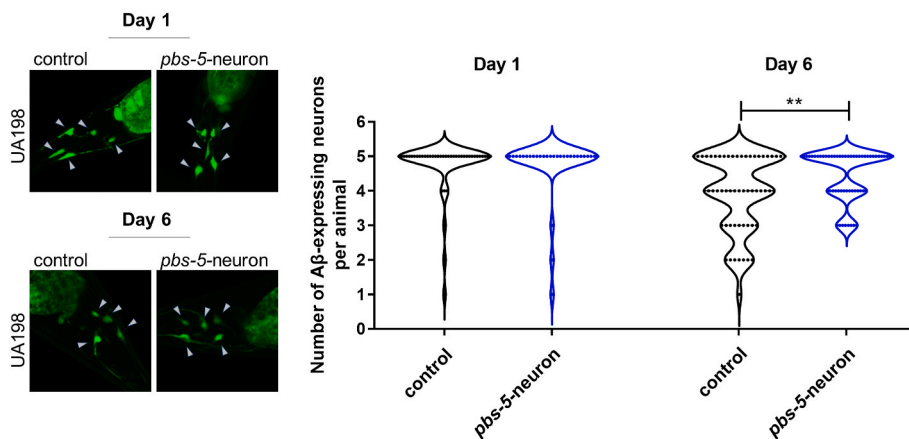 Day 1
control pbs-5-neuron
UA198
Day 6
control pbs-5-neuron
UA198
Day 1 Day 6
**
Number of Aβ-expressing neurons
per animal
6
5
4
3
2
1
0
control
pbs-5-neuron
control
pbs-5-neuron